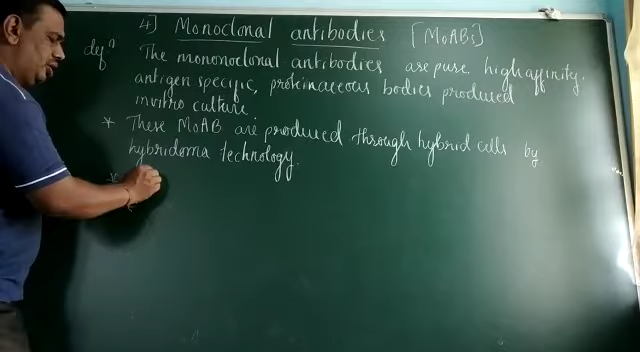 4) Monoclonal antibodies [MoABs]
defn The mononoclonal antibodies are pure. high affinity.
antigen specific, proteinaceous bodies produced
invitro culture
* These MoAB are produced through hybrid cells by
hybridoma technology.
*